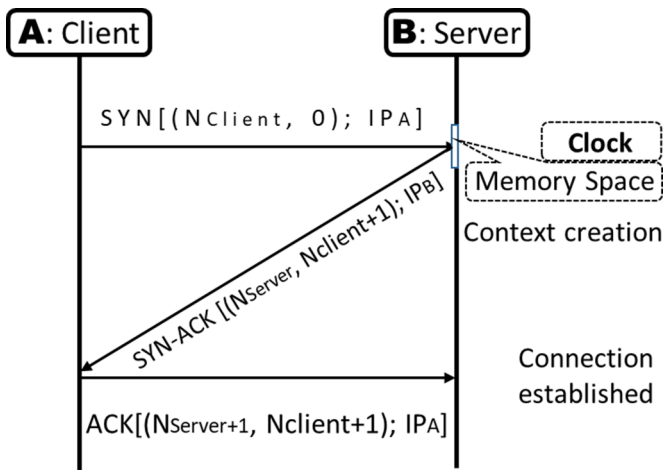 A: Client
B: Server
SYN[(NClient, 0); IPA]
Clock
Memory Space
SYN-ACK [(NServer, Nclient+1); IPB]
Context creation
Connection
established
ACK[(NServer+1, Nclient+1); IPA]